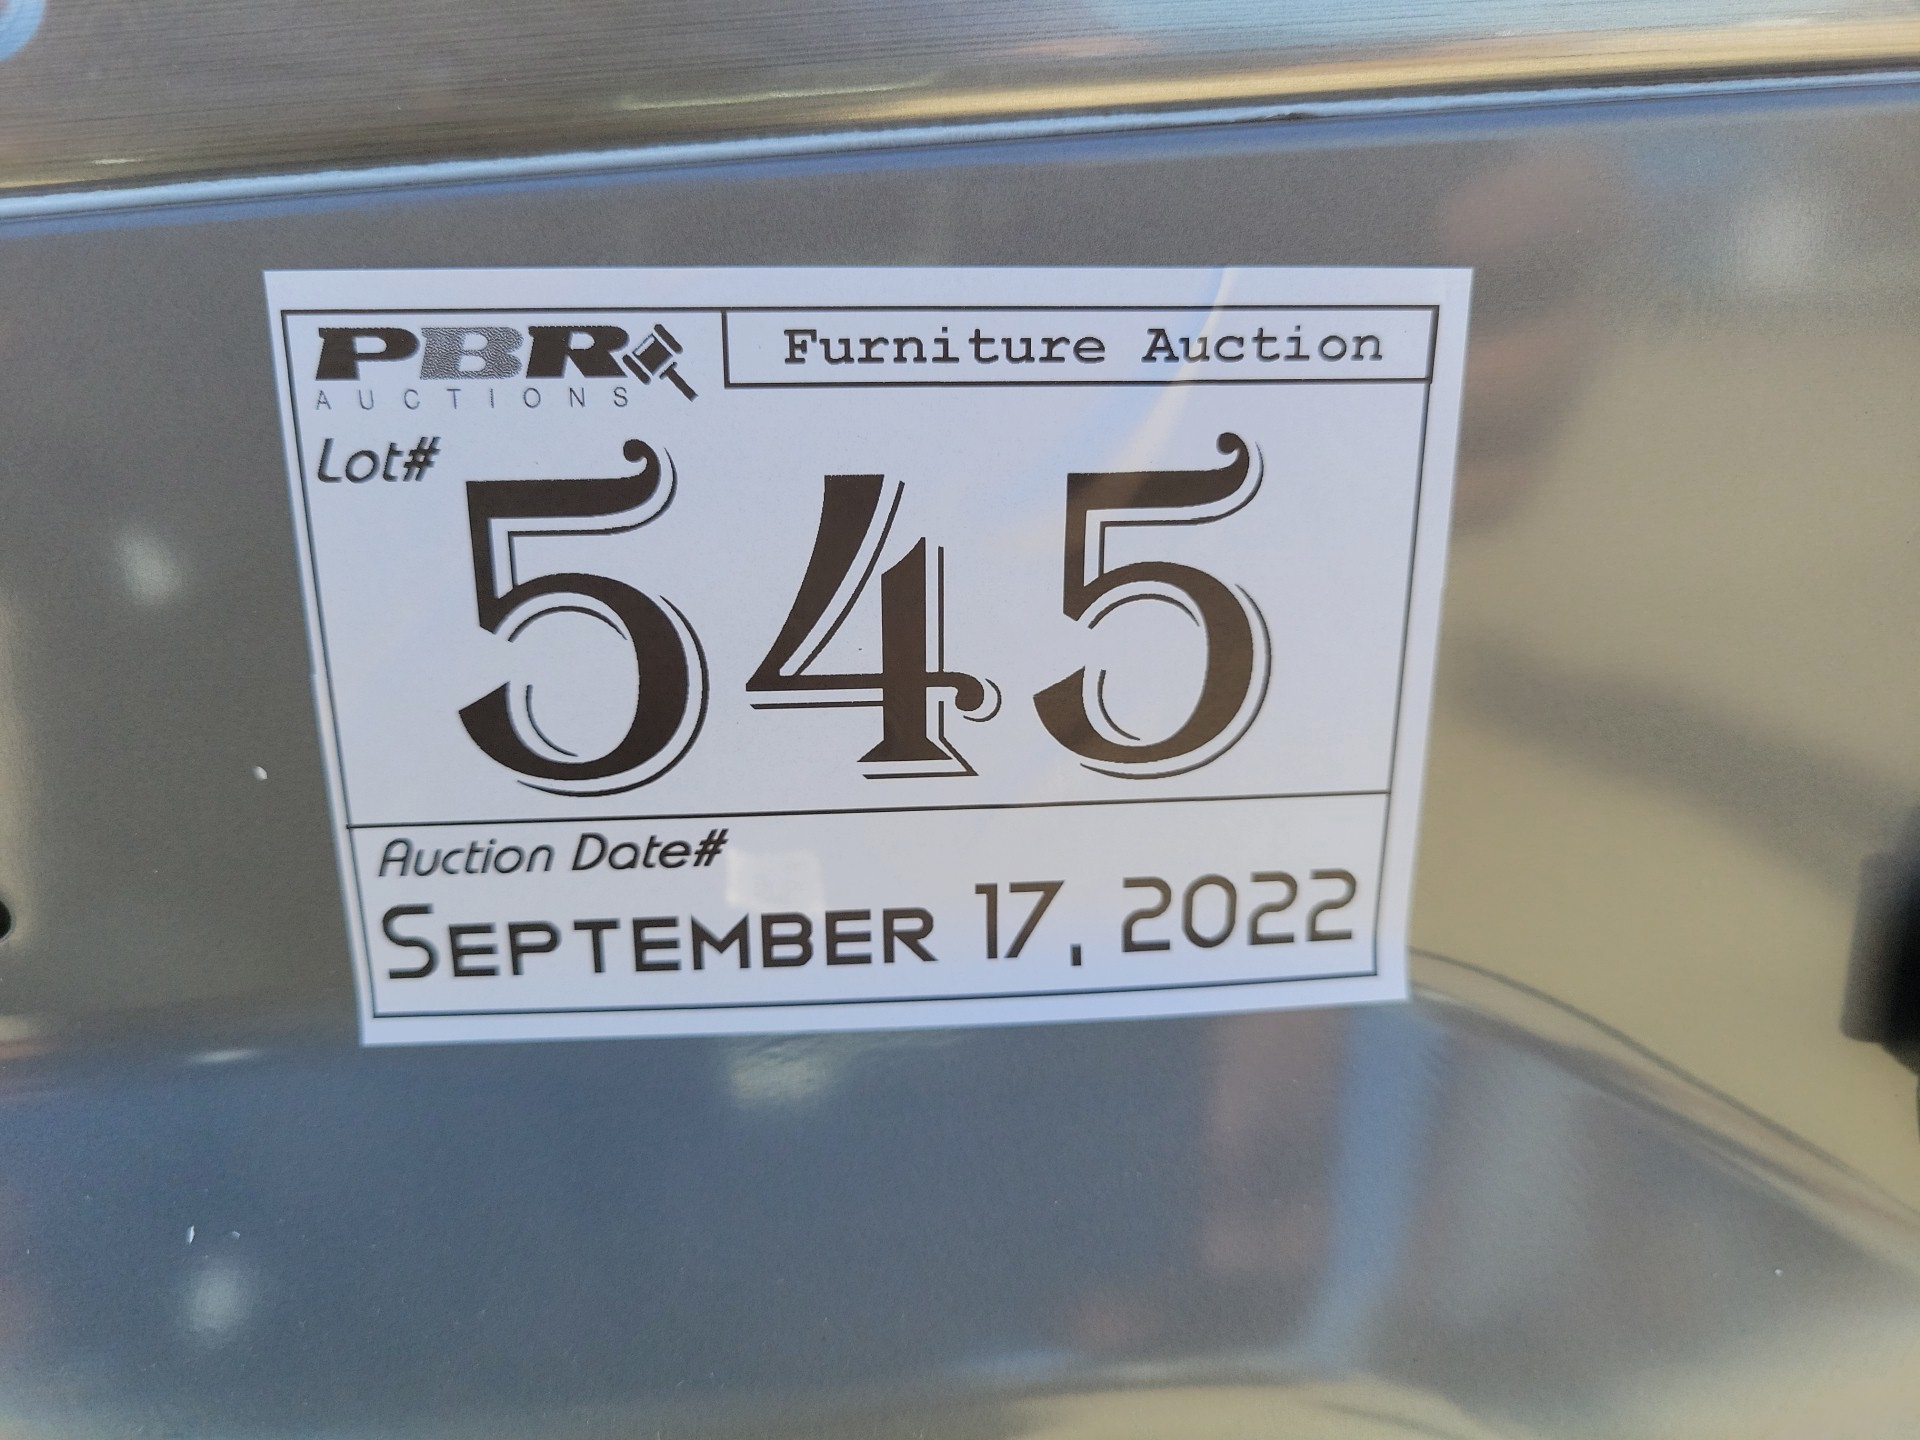 PBR
AUCTIONS
Furniture Auction
Lot#
545
Auction Date#
SEPTEMBER 17, 2022